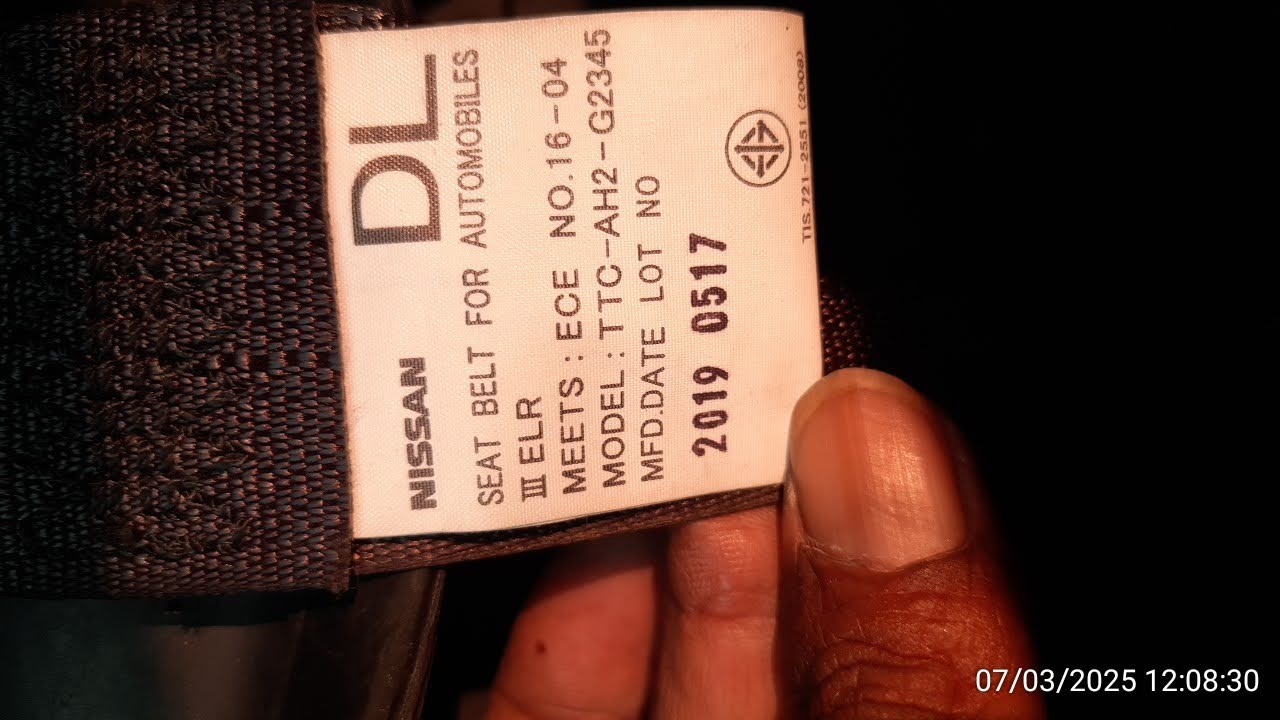 NISSAN DL
SEAT BELT FOR AUTOMOBILES
III ELR
MEETS : ECE NO.16-04
MODEL : TTC-AH2-G2345
MFD.DATE LOT NO
2019 0517
TIS.721-2551 (2008)
07/03/2025 12:08:30